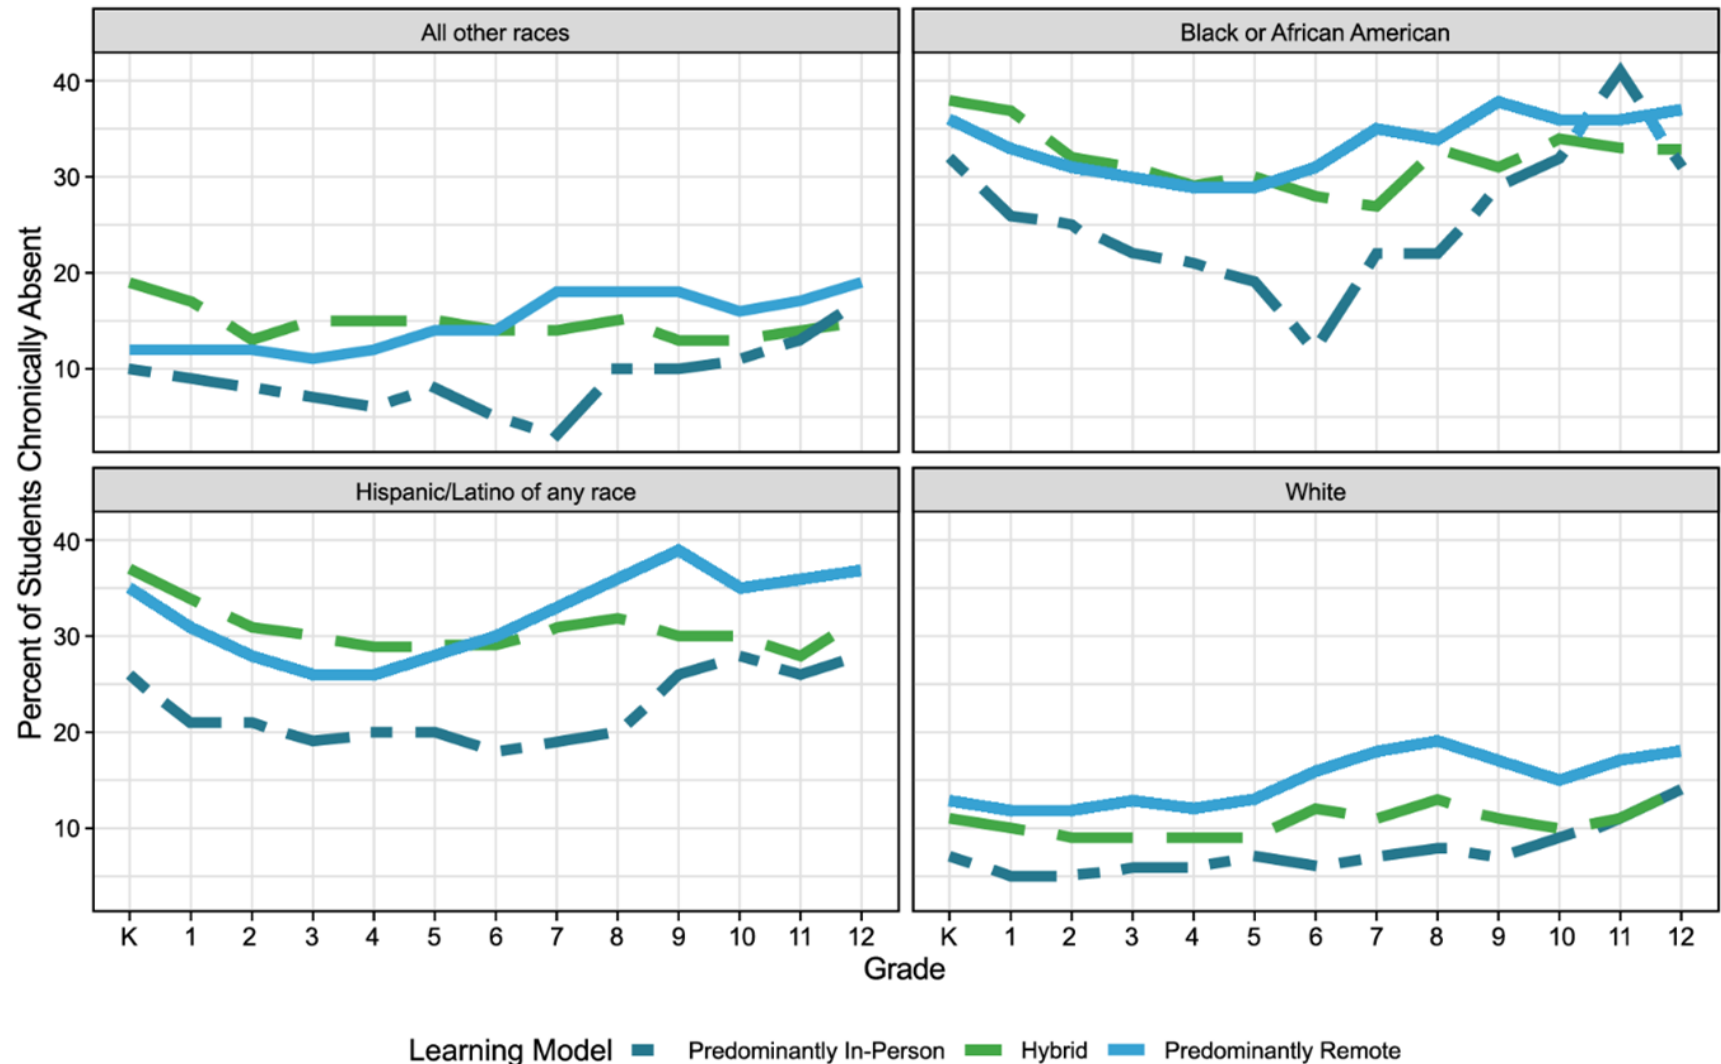 All other races
Black or African American
40
30
20
10
Hispanic/Latino of any race
White
40
30
20
10
Percent of Students Chronically Absent
K 1 2 3 4 5 6 7 8 9 10 11 12
K 1 2 3 4 5 6 7 8 9 10 11 12
Grade
Learning Model Predominantly In-Person Hybrid Predominantly Remote